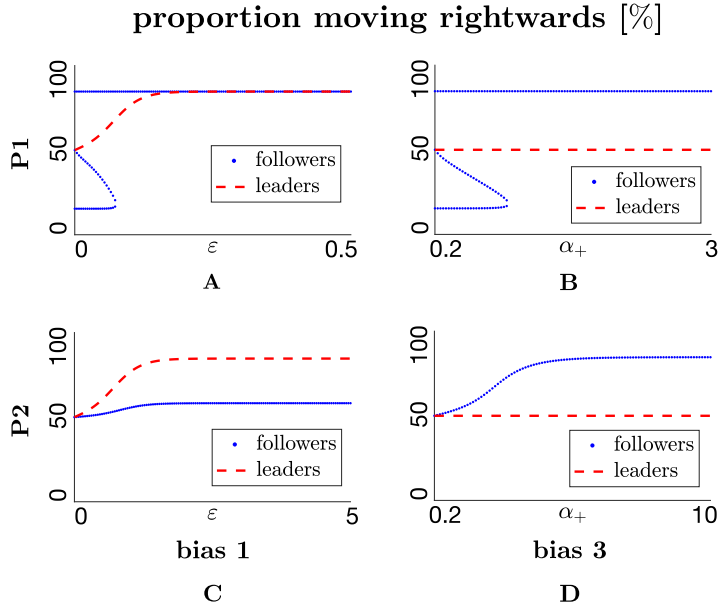 proportion moving rightwards [%]
P1
100
50
0
followers
leaders
0
ε
0.5
A
100
50
0
followers
leaders
0.2
α₊
3
B
P2
100
50
0
followers
leaders
0
ε
5
bias 1
C
100
50
0
followers
leaders
0.2
α₊
10
bias 3
D